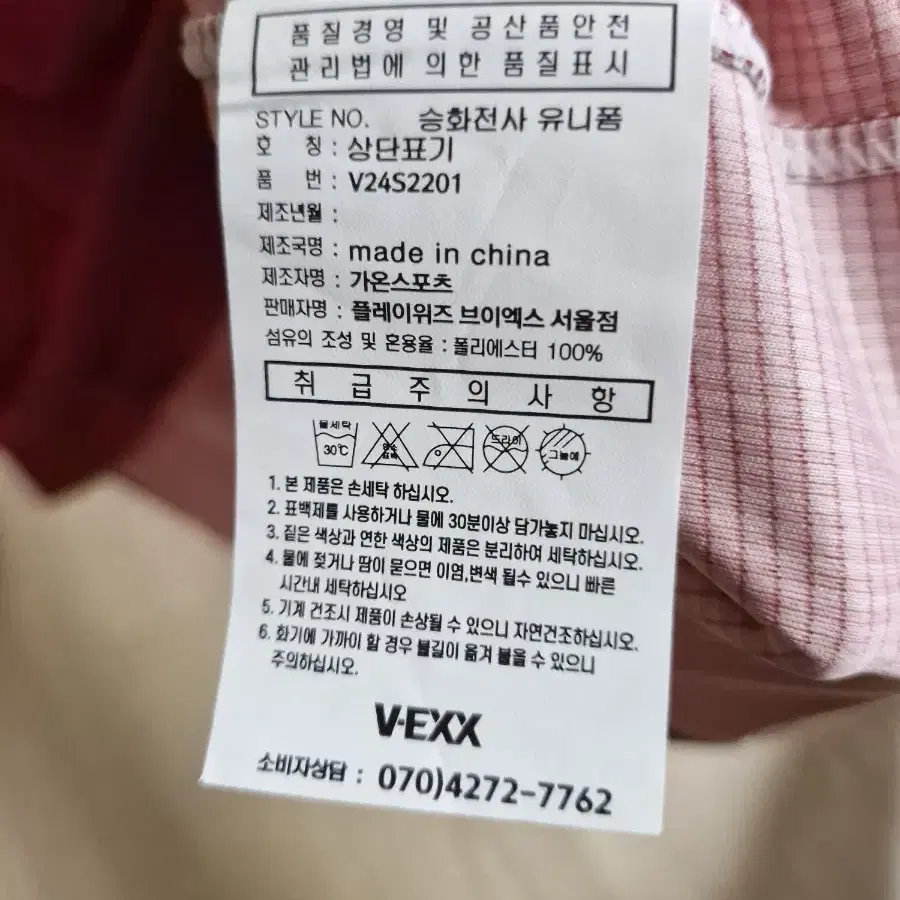 품질경영 및 공산품안전
관리법에 의한 품질표시
STYLE NO. 승화전사 유니폼
호 칭 : 상단표기
품 번 : V24S2201
제조년월 :
제조국명 : made in china
제조자명 : 가온스포츠
판매자명 : 플레이위즈 브이엑스 서울점
섬유의 조성 및 혼용율 : 폴리에스터 100%
취급주의사항
물세탁
30℃
염소
표백
드라이
그늘에
1. 본 제품은 손세탁 하십시오.
2. 표백제를 사용하거나 물에 30분이상 담가놓지 마십시오.
3. 짙은 색상과 연한 색상의 제품은 분리하여 세탁하십시오.
4. 물에 젖거나 땀이 묻으면 이염,변색 될수 있으니 빠른
시간내 세탁하십시오
5. 기계 건조시 제품이 손상될 수 있으니 자연건조하십시오.
6. 화기에 가까이 할 경우 불길이 옮겨 붙을 수 있으니
주의하십시오.
V-EXX
소비자상담 : 070)4272-7762